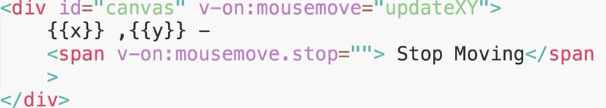 <div id="canvas" v-on:mousemove="updateXY">
{{x}} ,{{y}} –
<span v-on:mousemove.stop=""> Stop Moving</span
>
</div>